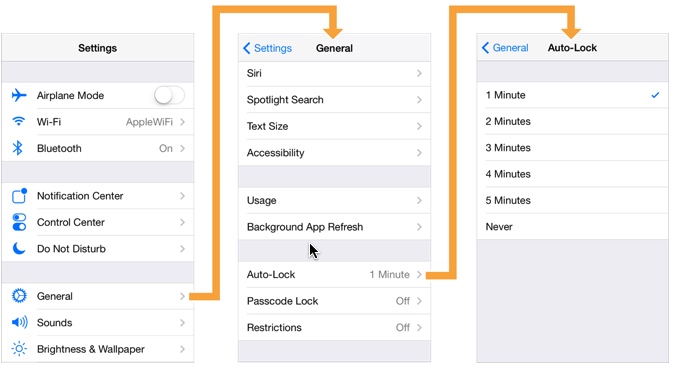 Settings
Airplane Mode
Wi-Fi AppleWiFi
Bluetooth On
Notification Center
Control Center
Do Not Disturb
General
Sounds
Brightness & Wallpaper
Settings General
Siri
Spotlight Search
Text Size
Accessibility
Usage
Background App Refresh
Auto-Lock 1 Minute
Passcode Lock Off
Restrictions Off
General Auto-Lock
1 Minute
2 Minutes
3 Minutes
4 Minutes
5 Minutes
Never